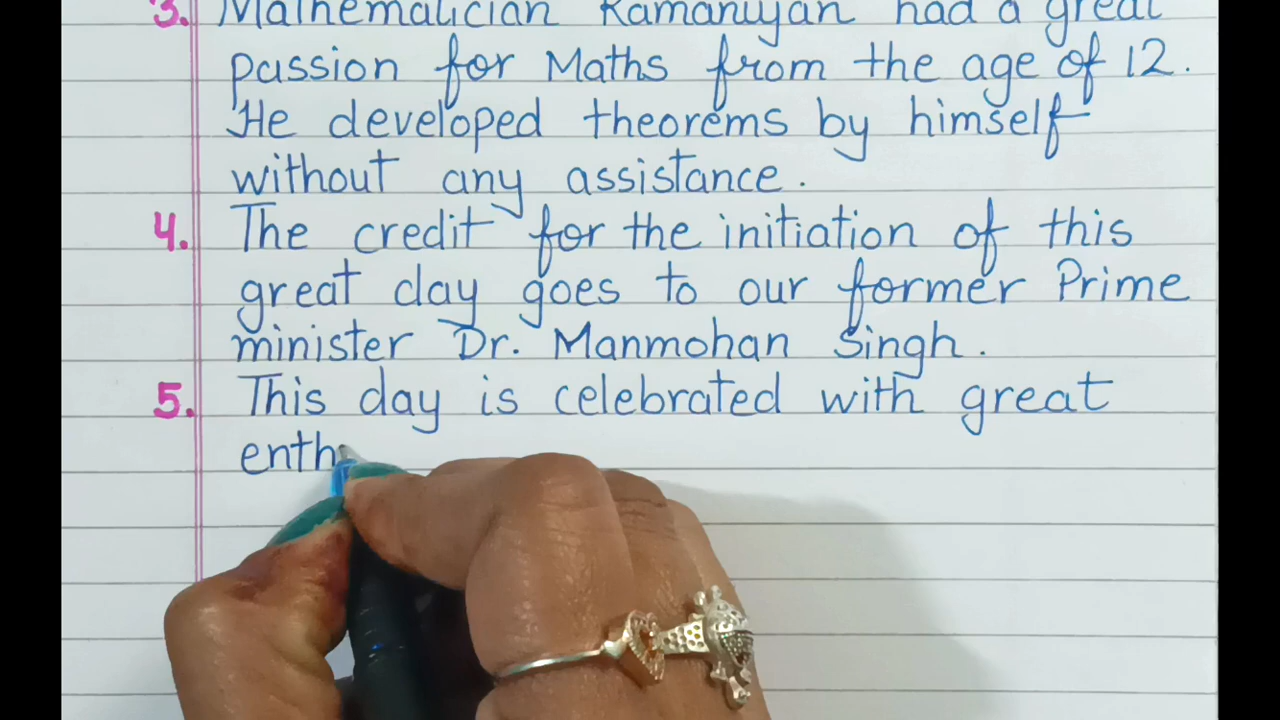 3. Mathematician Ramanujan had a great
passion for Maths from the age of 12.
He developed theorems by himself
without any assistance.
4. The credit for the initiation of this
great day goes to our former Prime
minister Dr. Manmohan Singh.
5. This day is celebrated with great
enth